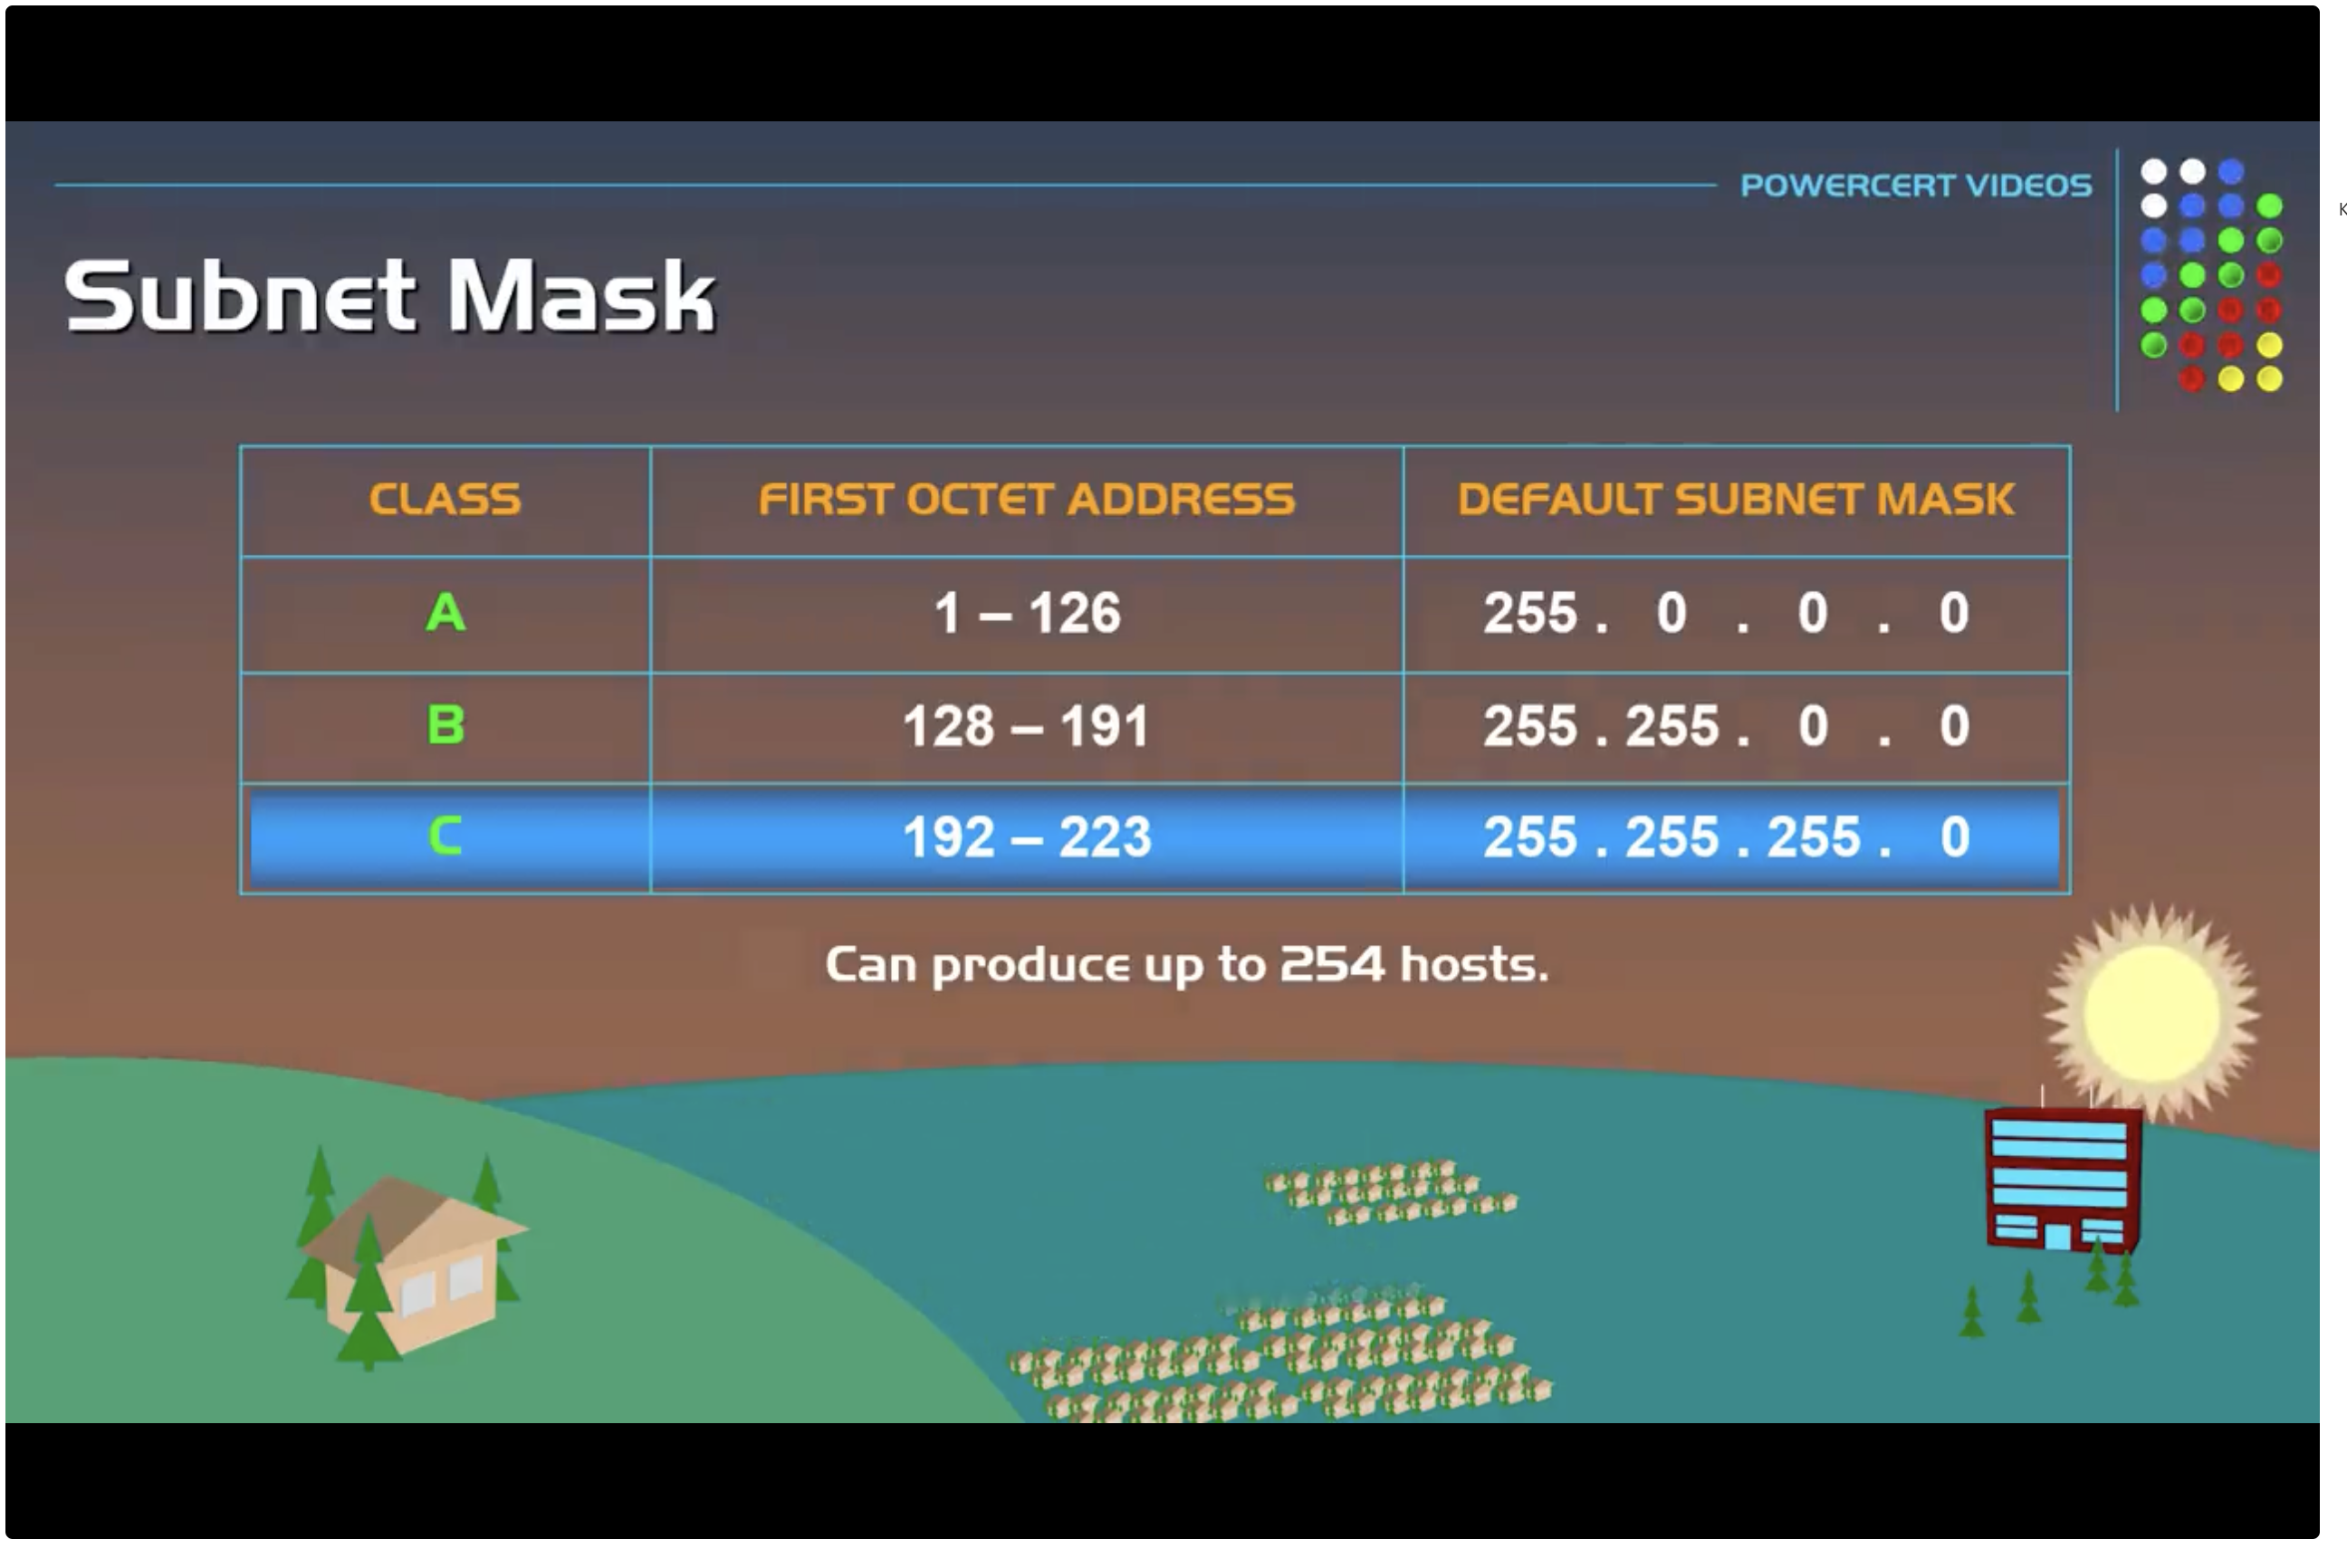 POWERCERT VIDEOS
Subnet Mask
CLASS FIRST OCTET ADDRESS DEFAULT SUBNET MASK
A 1 – 126 255 . 0 . 0 . 0
B 128 – 191 255 . 255 . 0 . 0
C 192 – 223 255 . 255 . 255 . 0
Can produce up to 254 hosts.